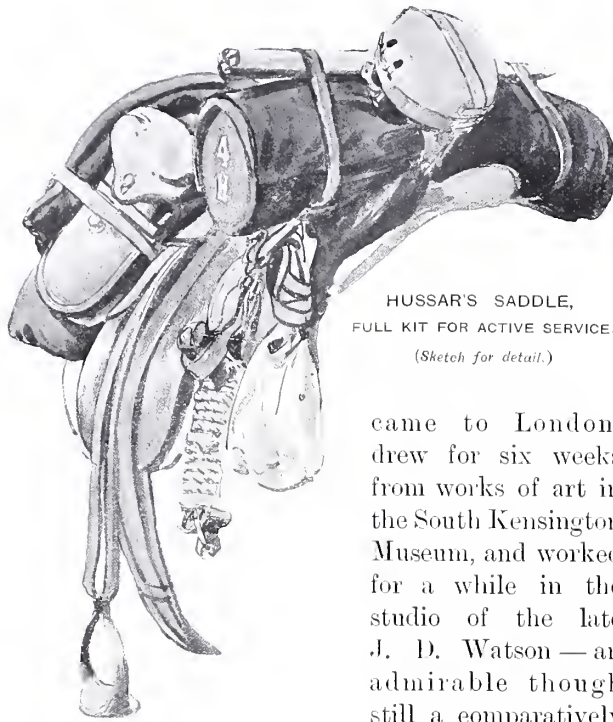 4
HUSSAR'S SADDLE,
FULL KIT FOR ACTIVE SERVICE.
(Sketch for detail.)
came to London,
drew for six weeks
from works of art in
the South Kensington
Museum, and worked
for a while in the
studio of the late
J. D. Watson — an
admirable though
still a comparatively